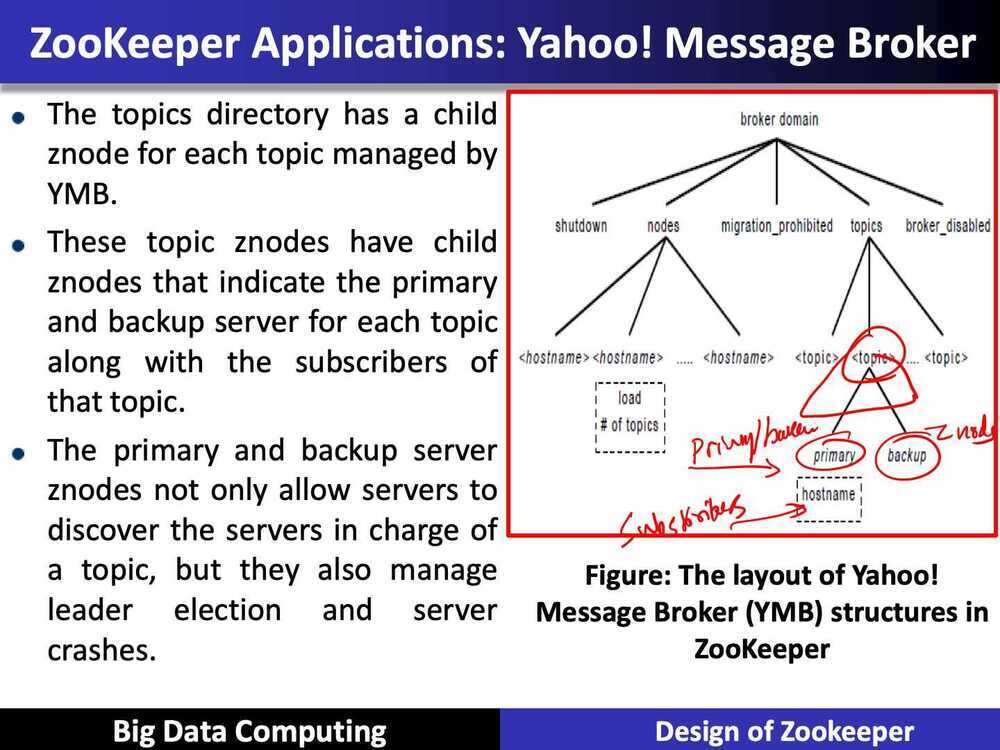 ZooKeeper Applications: Yahoo! Message Broker
The topics directory has a child
znode for each topic managed by
YMB.
These topic znodes have child
znodes that indicate the primary
and backup server for each topic
along with the subscribers of
that topic.
The primary and backup server
znodes not only allow servers to
discover the servers in charge of
a topic, but they also manage
leader election and server
crashes.
broker domain
shutdown nodes migration_prohibited topics broker_disabled
<hostname> <hostname> ..... <hostname> <topic> <topic> .... <topic>
load
# of topics
Znode
primary backup
hostname
Subscribers
Figure: The layout of Yahoo!
Message Broker (YMB) structures in
ZooKeeper
Big Data Computing Design of Zookeeper